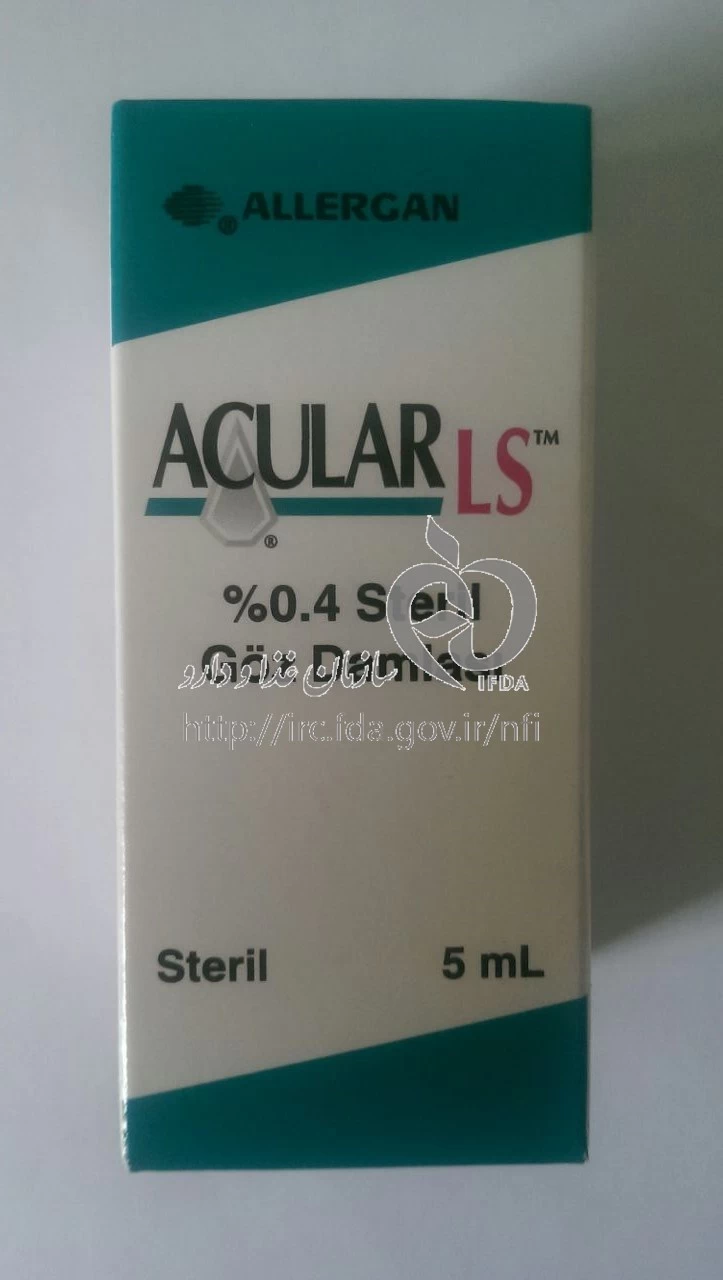 ALLERGAN
ACULAR LS™
®
%0.4 Steril
Göz Damlası
سازمان غذا و دارو
IFDA
http://irc.fda.gov.ir/nfi
Steril 5 mL